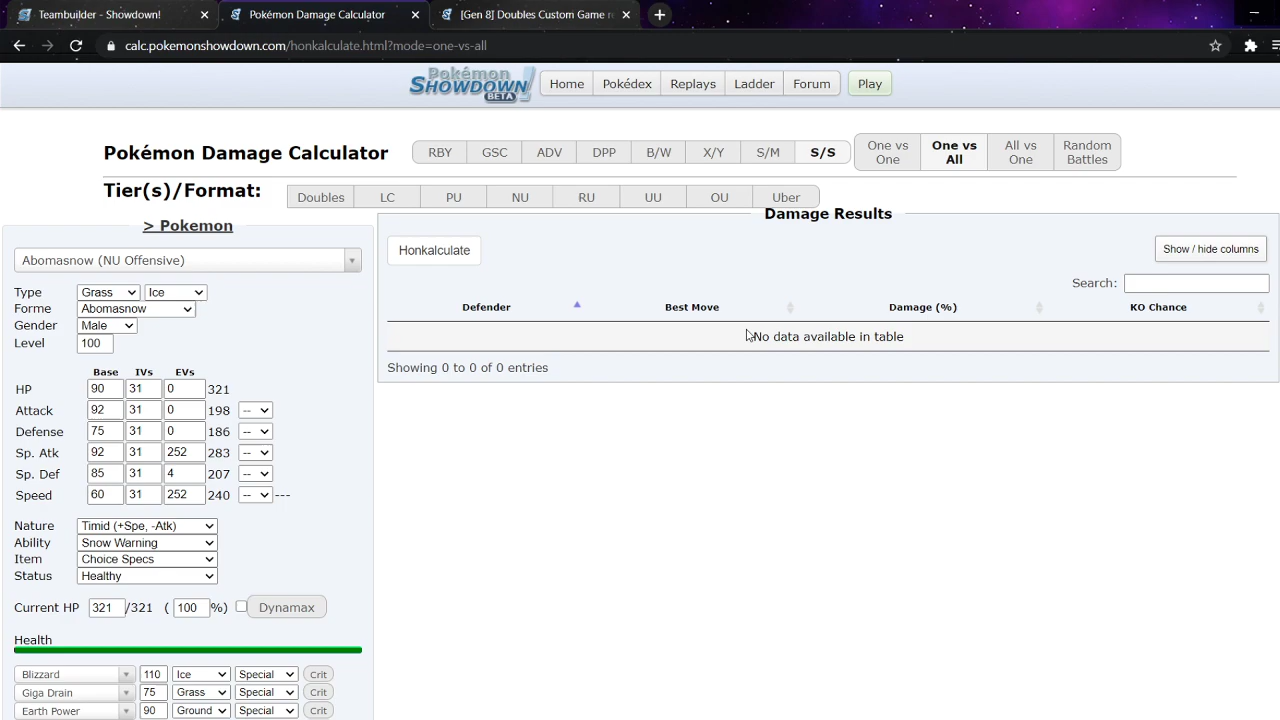 Teambuilder - Showdown!
Pokémon Damage Calculator
[Gen 8] Doubles Custom Game re
calc.pokemonshowdown.com/honkalculate.html?mode=one-vs-all
Pokémon SHOWDOWN! BETA
Home
Pokédex
Replays
Ladder
Forum
Play
Pokémon Damage Calculator
RBY
GSC
ADV
DPP
B/W
X/Y
S/M
S/S
One vs One
One vs All
All vs One
Random Battles
Tier(s)/Format:
Doubles
LC
PU
NU
RU
UU
OU
Uber
> Pokemon
Damage Results
Abomasnow (NU Offensive)
Honkalculate
Show / hide columns
Search:
Type Grass Ice
Forme Abomasnow
Gender Male
Level 100
Defender Best Move Damage (%) KO Chance
No data available in table
Showing 0 to 0 of 0 entries
Base IVs EVs
HP 90 31 0 321
Attack 92 31 0 198 --
Defense 75 31 0 186 --
Sp. Atk 92 31 252 283 --
Sp. Def 85 31 4 207 --
Speed 60 31 252 240 -- ---
Nature Timid (+Spe, -Atk)
Ability Snow Warning
Item Choice Specs
Status Healthy
Current HP 321 /321 ( 100 %) Dynamax
Health
Blizzard 110 Ice Special Crit
Giga Drain 75 Grass Special Crit
Earth Power 90 Ground Special Crit